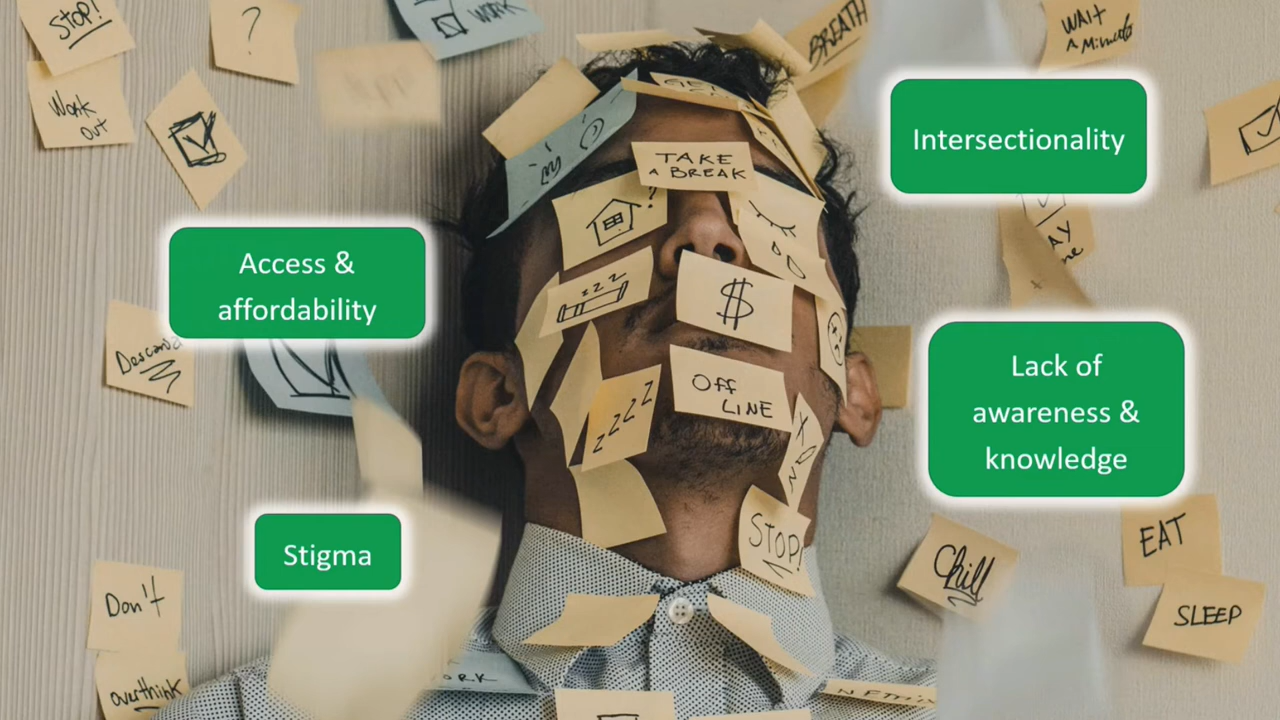 STOP!
?
WORK
BREATH
WAIT
A Minute
Work
out
Intersectionality
TAKE
A BREAK
?
Access &
affordability
zzz
$
OFF
LINE
Lack of
awareness &
knowledge
zzzz
Stigma
STOP!
EAT
Chill
SLEEP
Don't
overthink